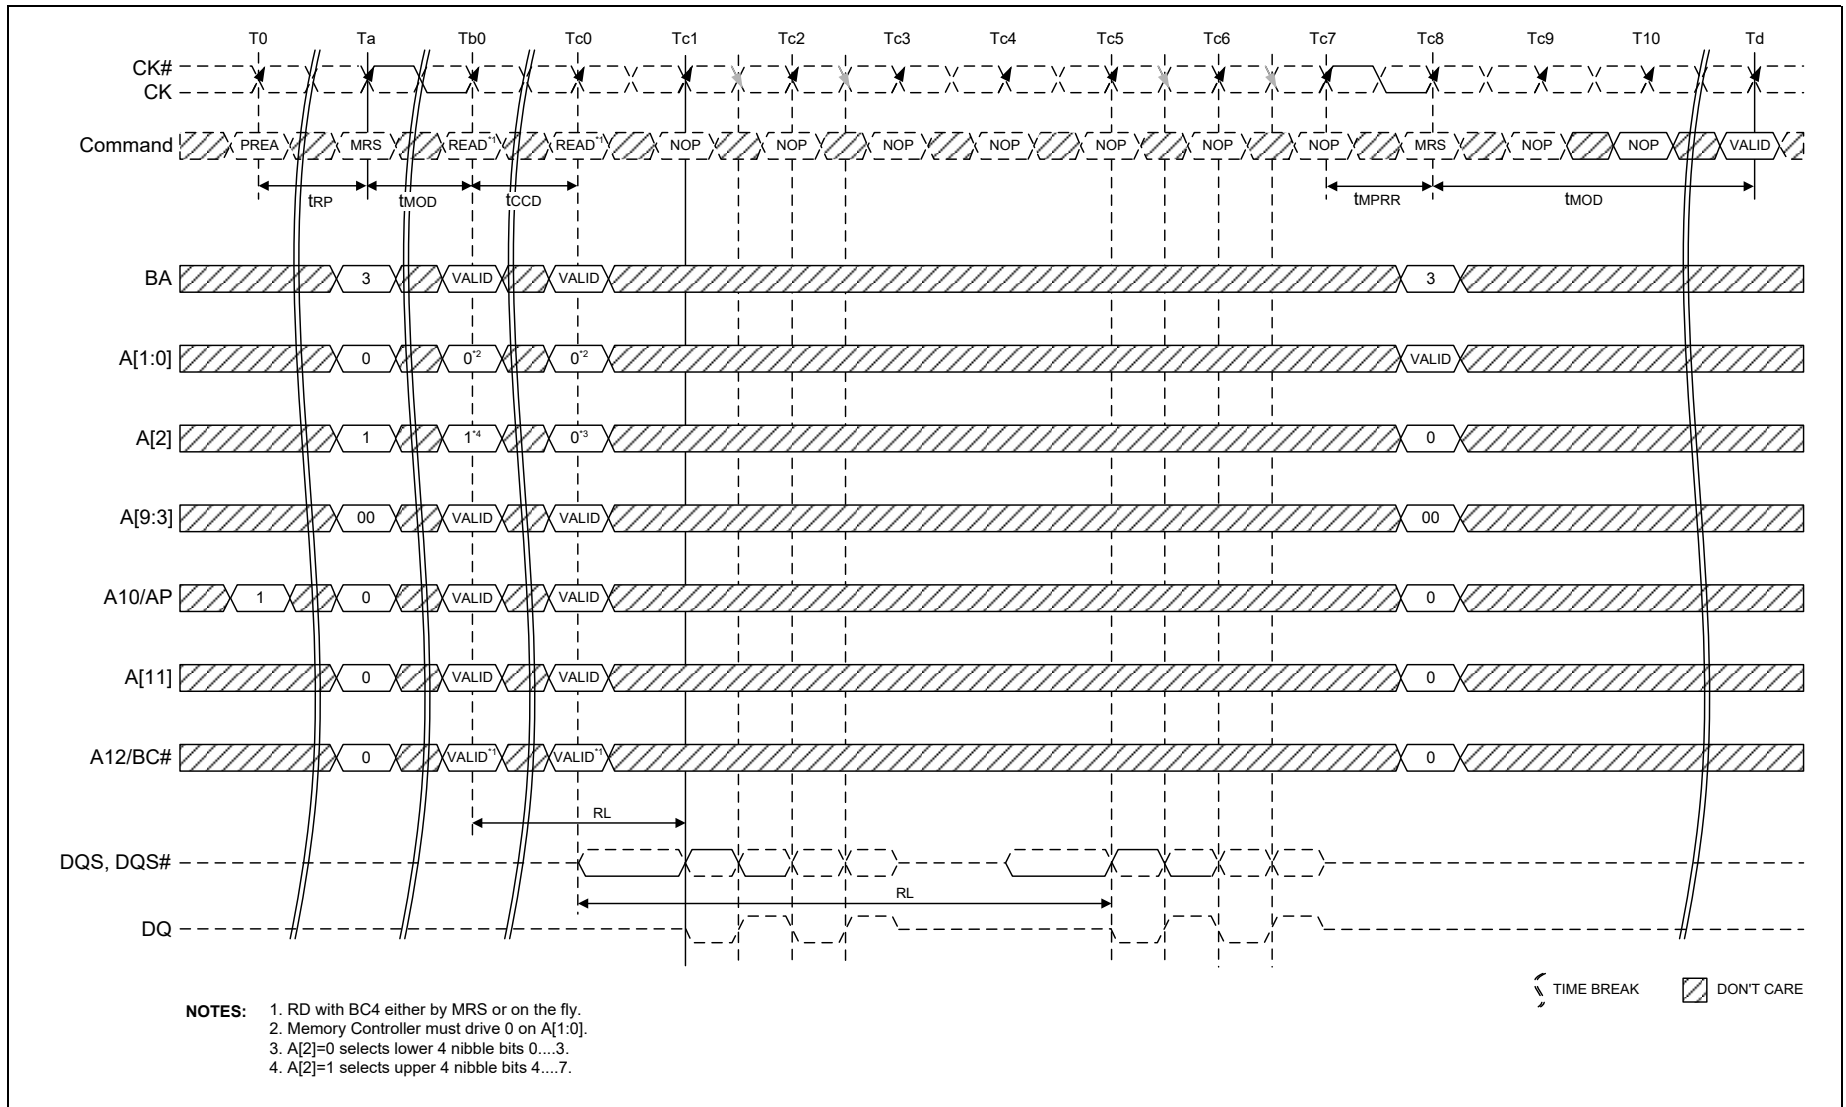 T0 Ta Tb0 Tc0 Tc1 Tc2 Tc3 Tc4 Tc5 Tc6 Tc7 Tc8 Tc9 T10 Td
CK#
CK
Command PREA MRS READ*1 READ*1 NOP NOP NOP NOP NOP NOP NOP MRS NOP NOP VALID
tRP tMOD tCCD tMPRR tMOD
BA 3 VALID VALID 3
A[1:0] 0 0*2 0*2 VALID
A[2] 1 1*4 0*3 0
A[9:3] 00 VALID VALID 00
A10/AP 1 0 VALID VALID 0
A[11] 0 VALID VALID 0
A12/BC# 0 VALID*1 VALID*1 0
RL
DQS, DQS#
RL
DQ
TIME BREAK DON'T CARE
NOTES: 1. RD with BC4 either by MRS or on the fly.
2. Memory Controller must drive 0 on A[1:0].
3. A[2]=0 selects lower 4 nibble bits 0....3.
4. A[2]=1 selects upper 4 nibble bits 4....7.